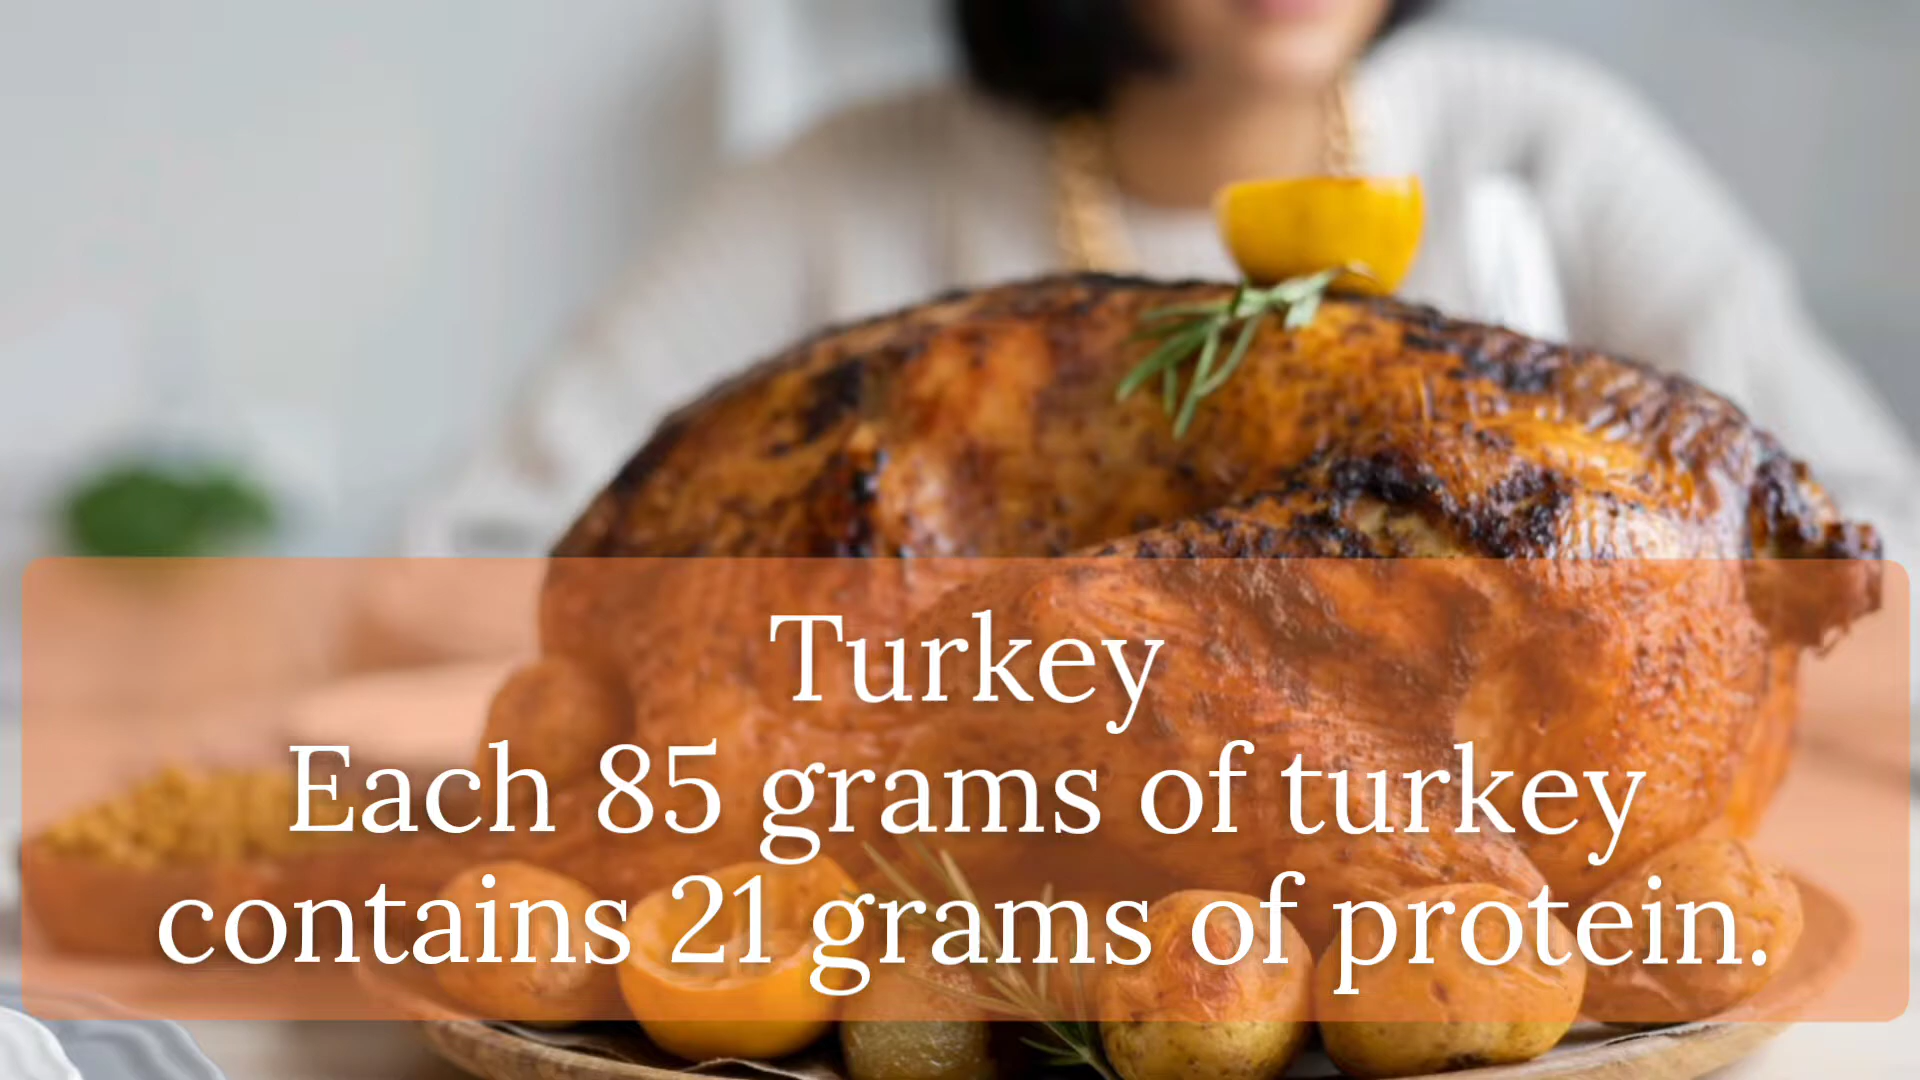 Turkey
Each 85 grams of turkey
contains 21 grams of protein.